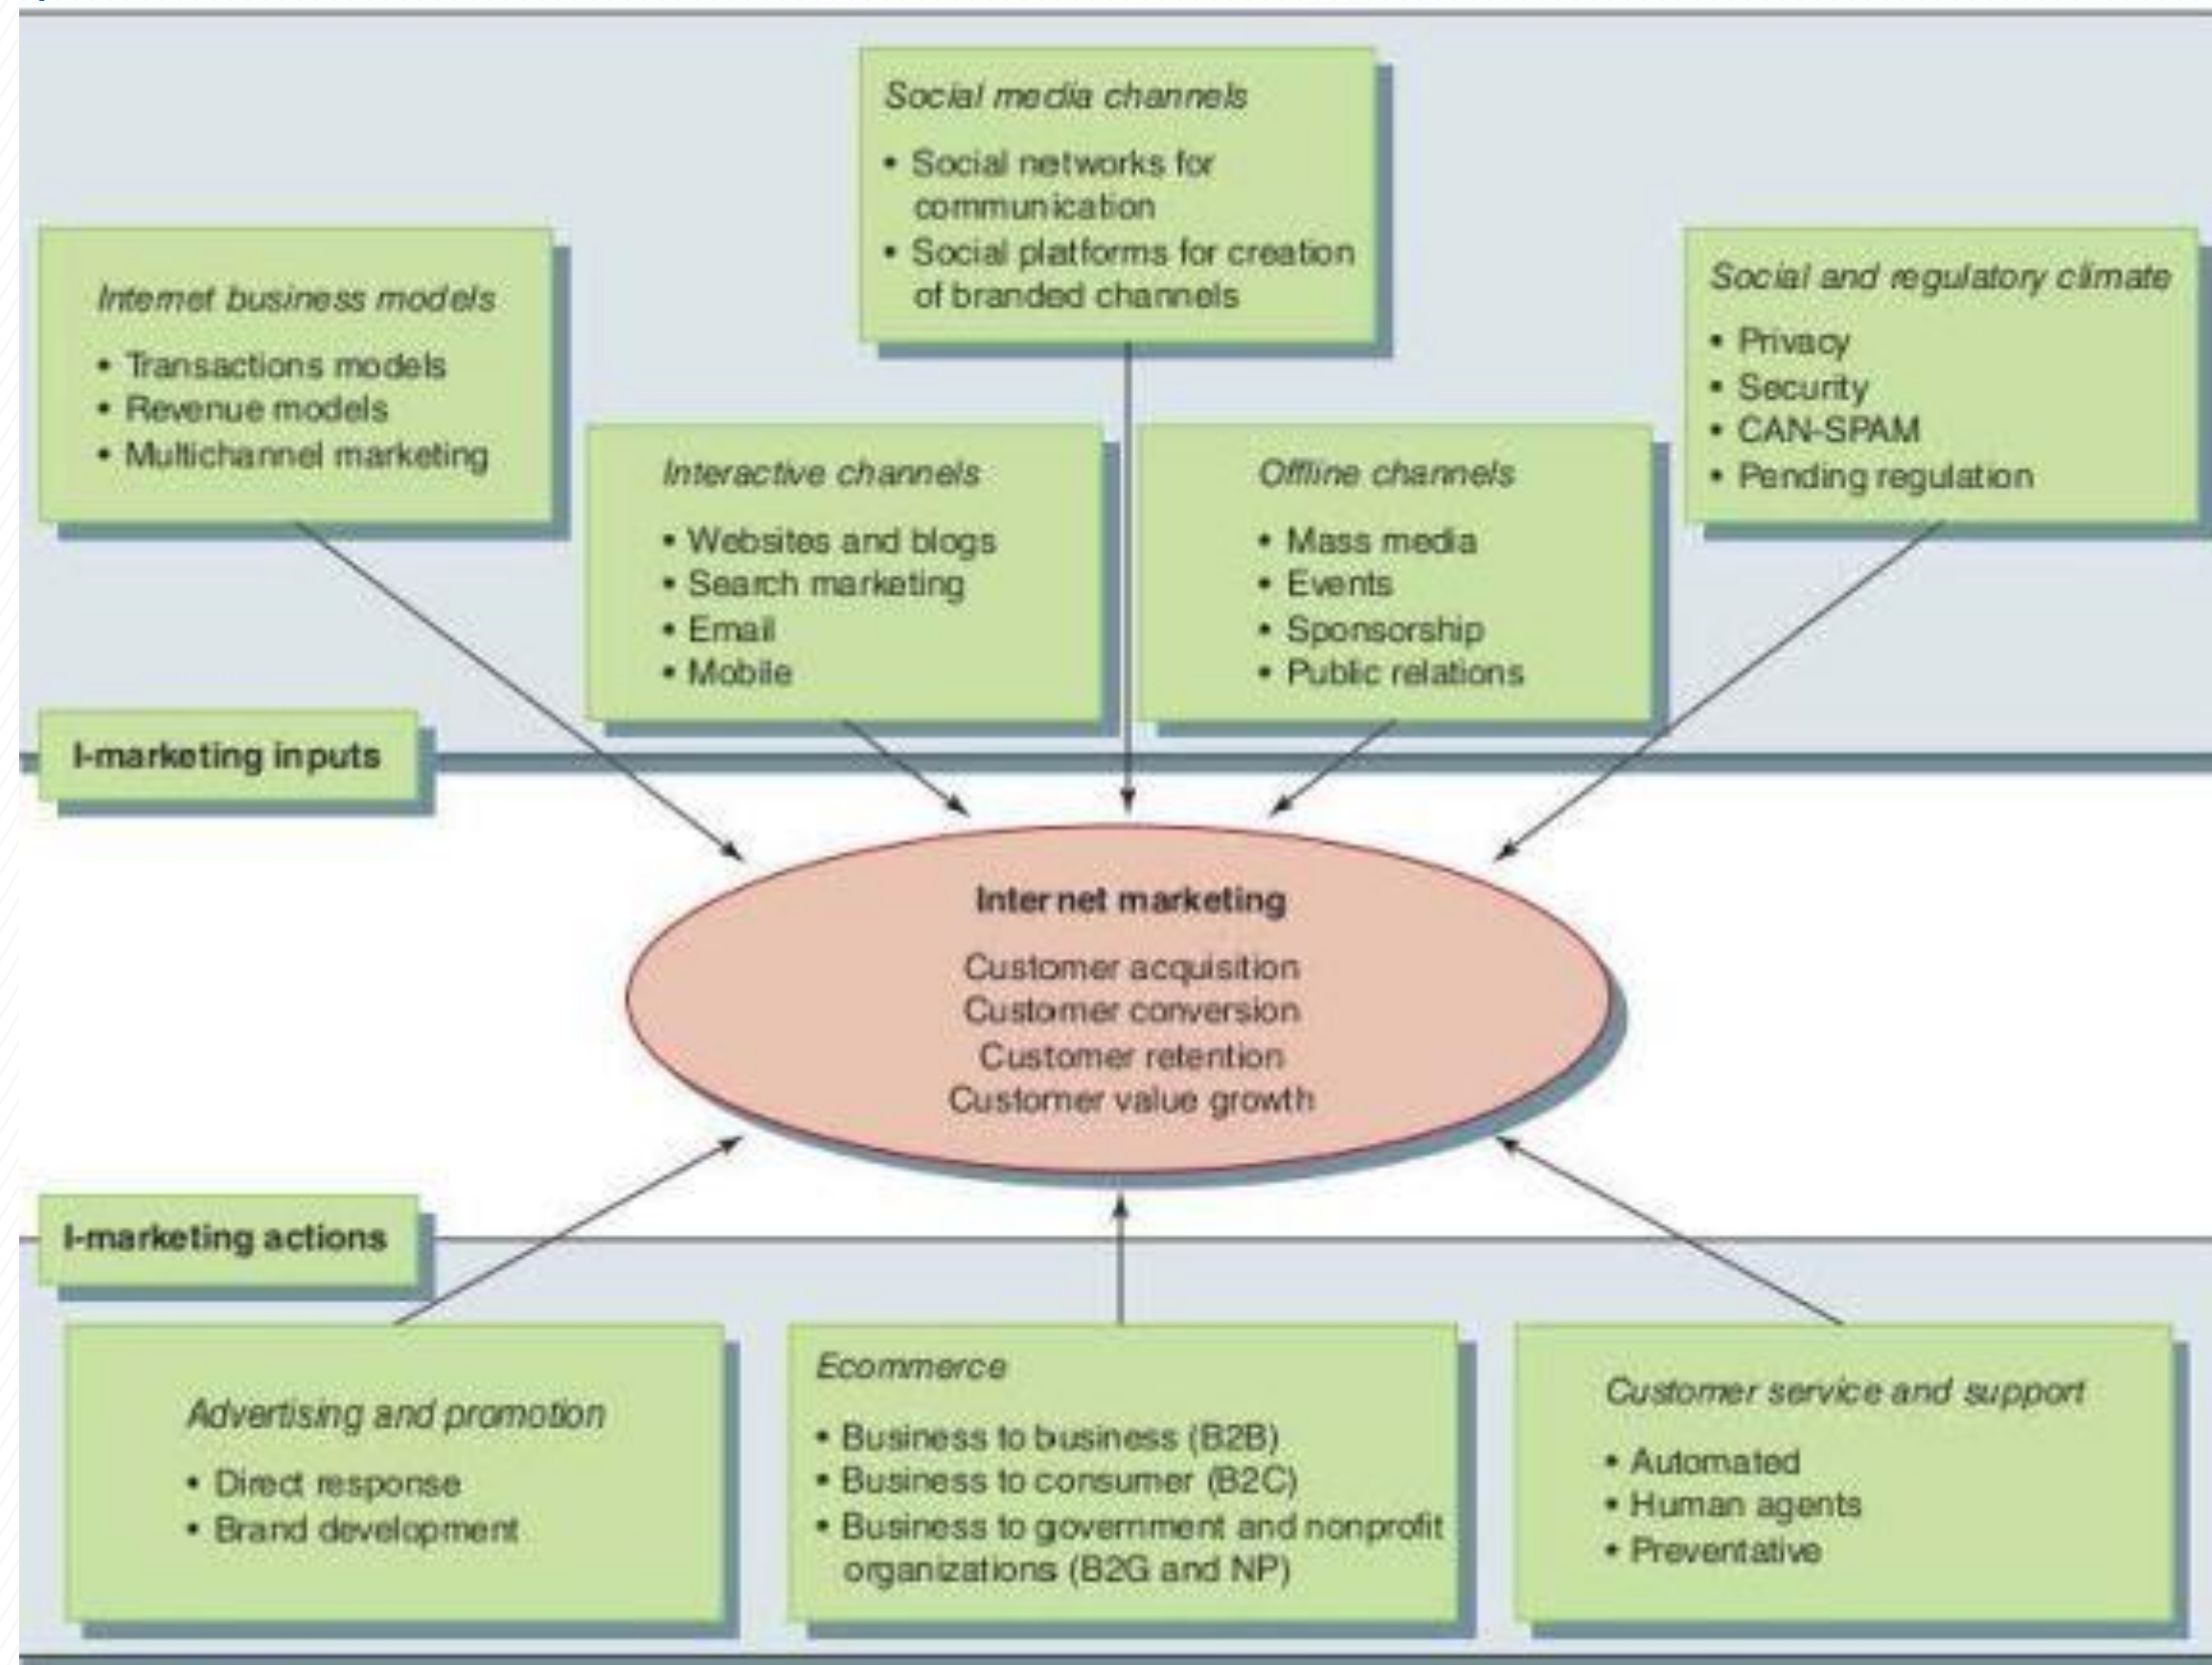 Social media channels
• Social networks for
communication
• Social platforms for creation
of branded channels
Internet business models
• Transactions models
• Revenue models
• Multichannel marketing
Social and regulatory climate
• Privacy
• Security
• CAN-SPAM
• Pending regulation
Interactive channels
• Websites and blogs
• Search marketing
• Email
• Mobile
Offline channels
• Mass media
• Events
• Sponsorship
• Public relations
I-marketing inputs
Internet marketing
Customer acquisition
Customer conversion
Customer retention
Customer value growth
I-marketing actions
Advertising and promotion
• Direct response
• Brand development
Ecommerce
• Business to business (B2B)
• Business to consumer (B2C)
• Business to government and nonprofit
organizations (B2G and NP)
Customer service and support
• Automated
• Human agents
• Preventative